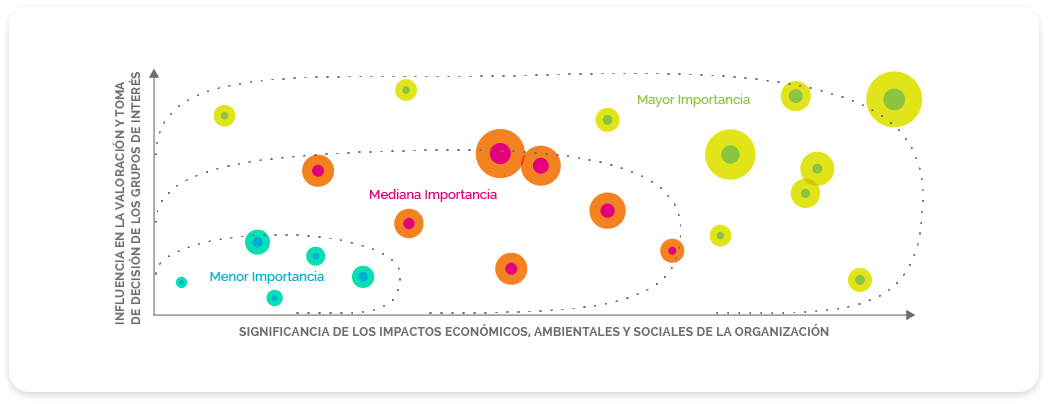 INFLUENCIA EN LA VALORACIÓN Y TOMA
DE DECISIÓN DE LOS GRUPOS DE INTERÉS
Mayor Importancia
Mediana Importancia
Menor Importancia
SIGNIFICANCIA DE LOS IMPACTOS ECONÓMICOS, AMBIENTALES Y SOCIALES DE LA ORGANIZACIÓN